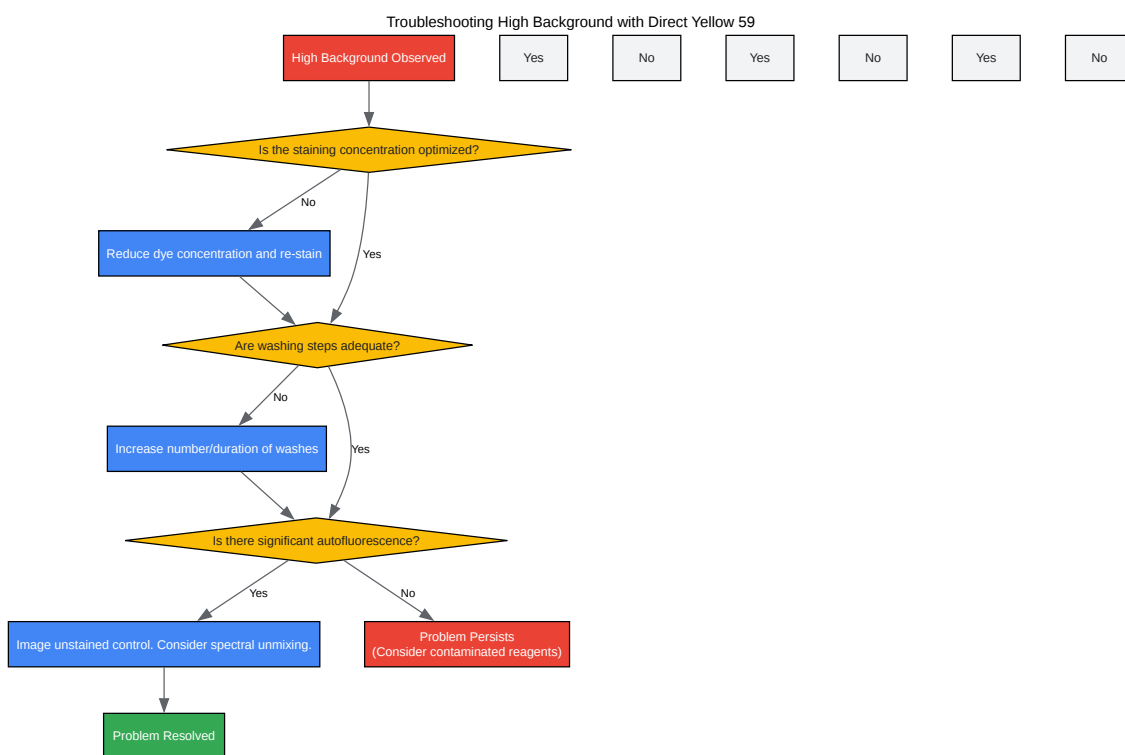 Troubleshooting High Background with Direct Yellow 59
High Background Observed
Yes
No
Yes
No
Yes
No
Is the staining concentration optimized?
No
Reduce dye concentration and re-stain
Yes
Are washing steps adequate?
No
Increase number/duration of washes
Yes
Is there significant autofluorescence?
Yes
No
Image unstained control. Consider spectral unmixing.
Problem Persists
(Consider contaminated reagents)
Problem Resolved